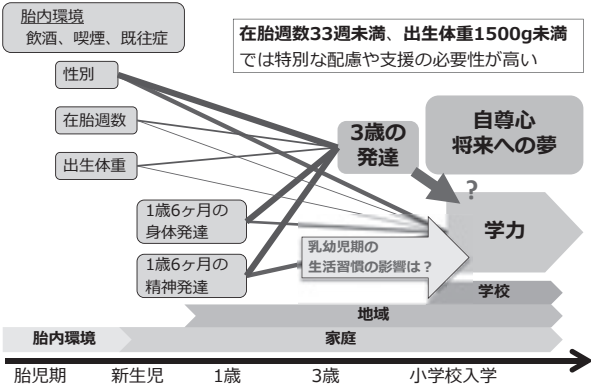 胎内環境
飲酒、喫煙、既往症
在胎週数33週未満、出生体重1500g未満
では特別な配慮や支援の必要性が高い
性別
在胎週数
出生体重
3歳の
発達
自尊心
将来への夢
?
1歳6ヶ月の
身体発達
1歳6ヶ月の
精神発達
乳幼児期の
生活習慣の影響は？
学力
学校
地域
胎内環境
家庭
胎児期
新生児
1歳
3歳
小学校入学